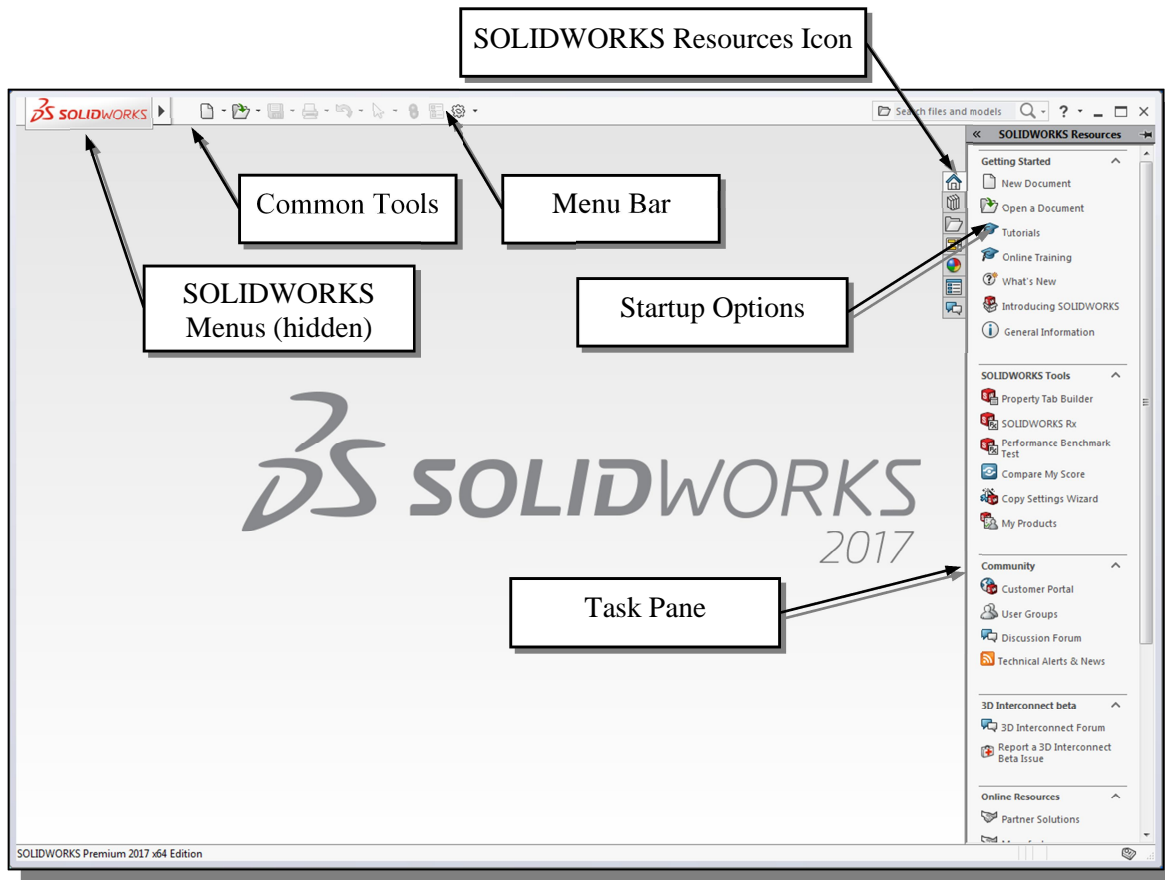 SOLIDWORKS Resources Icon
SOLIDWORKS
Search files and models
?
SOLIDWORKS Resources
Common Tools
Menu Bar
SOLIDWORKS
Menus (hidden)
Startup Options
Getting Started
New Document
Open a Document
Tutorials
Online Training
What's New
Introducing SOLIDWORKS
General Information
SOLIDWORKS Tools
Property Tab Builder
SOLIDWORKS Rx
Performance Benchmark
Test
Compare My Score
Copy Settings Wizard
My Products
SOLIDWORKS
2017
Task Pane
Community
Customer Portal
User Groups
Discussion Forum
Technical Alerts & News
3D Interconnect beta
3D Interconnect Forum
Report a 3D Interconnect
Beta Issue
Online Resources
Partner Solutions
SOLIDWORKS Premium 2017 x64 Edition